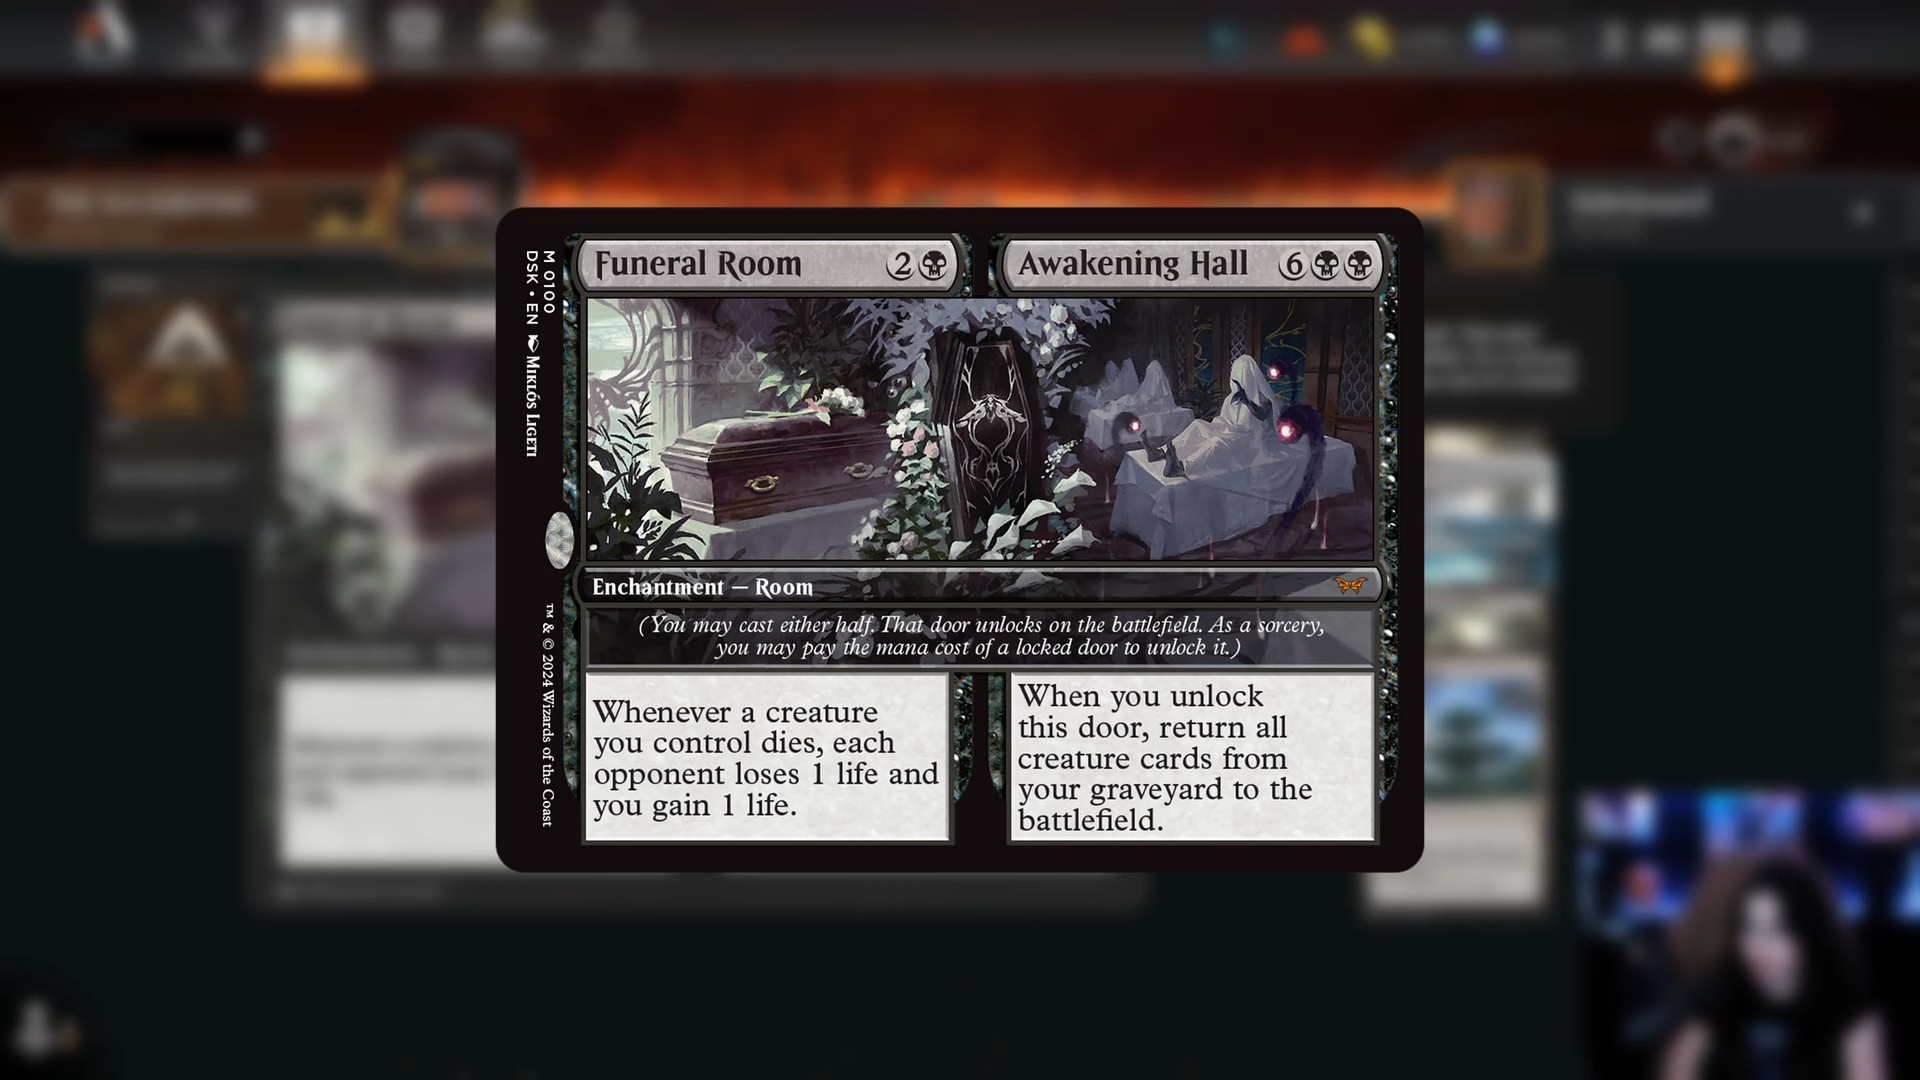 Funeral Room 2
Awakening Hall 6
M 0100
DSK • EN MIKLÓS LIGETI
™ & © 2024 Wizards of the Coast
Enchantment — Room
(You may cast either half. That door unlocks on the battlefield. As a sorcery,
you may pay the mana cost of a locked door to unlock it.)
Whenever a creature
you control dies, each
opponent loses 1 life and
you gain 1 life.
When you unlock
this door, return all
creature cards from
your graveyard to the
battlefield.